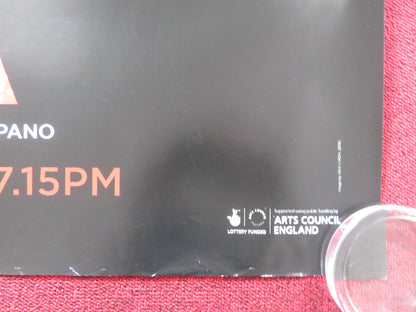 PANO
7.15PM
LOTTERY FUNDED
Supported using public funding by
ARTS COUNCIL
ENGLAND